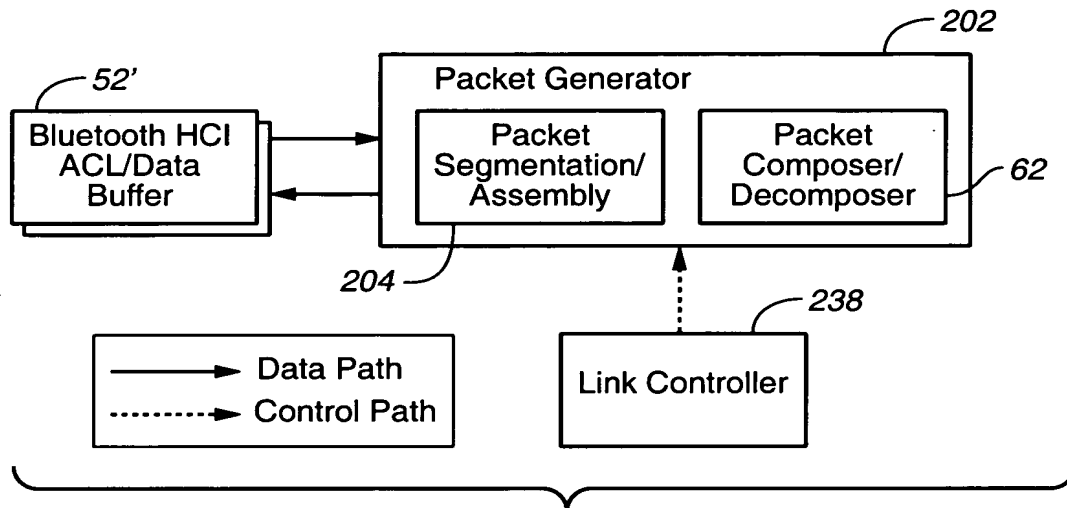 202
52'
Packet Generator
Bluetooth HCI
ACL/Data
Buffer
Packet
Segmentation/
Assembly
Packet
Composer/
Decomposer
62
204
238
Data Path
Control Path
Link Controller